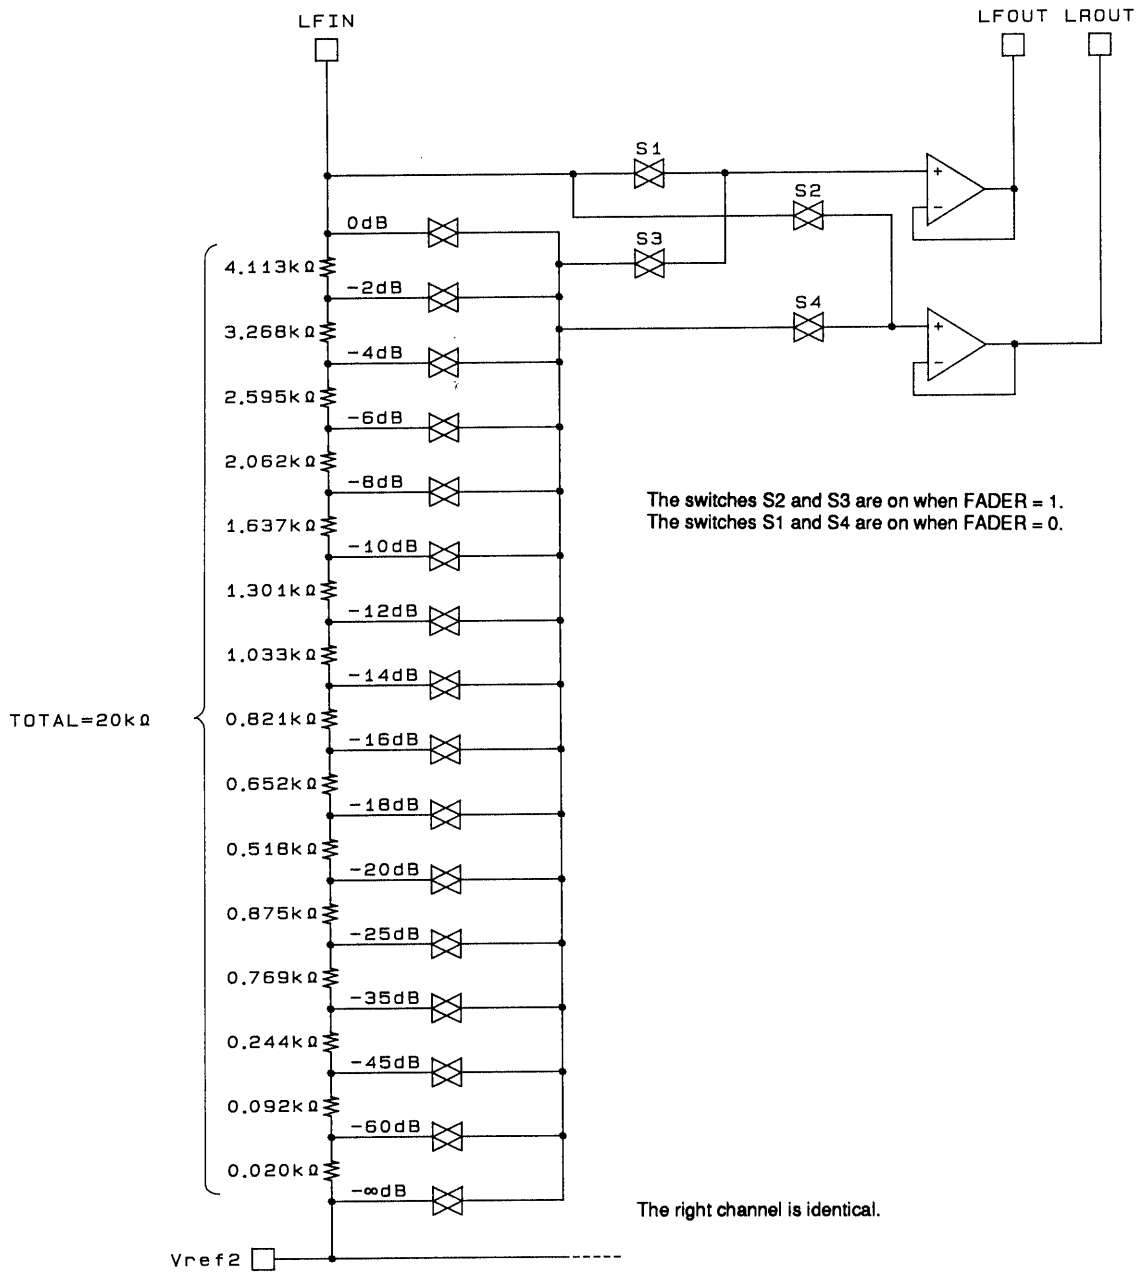 LFIN
LFOUT LROUT
S1
S2
0dB
S3
4.113kΩ
-2dB
S4
+
-
3.268kΩ
+
-
-4dB
2.595kΩ
-6dB
2.062kΩ
-8dB
The switches S2 and S3 are on when FADER = 1.
The switches S1 and S4 are on when FADER = 0.
1.637kΩ
-10dB
1.301kΩ
-12dB
1.033kΩ
-14dB
TOTAL=20kΩ
0.821kΩ
-16dB
0.652kΩ
-18dB
0.518kΩ
-20dB
0.875kΩ
-25dB
0.769kΩ
-35dB
0.244kΩ
-45dB
0.092kΩ
-60dB
0.020kΩ
-∞dB
The right channel is identical.
Vref2